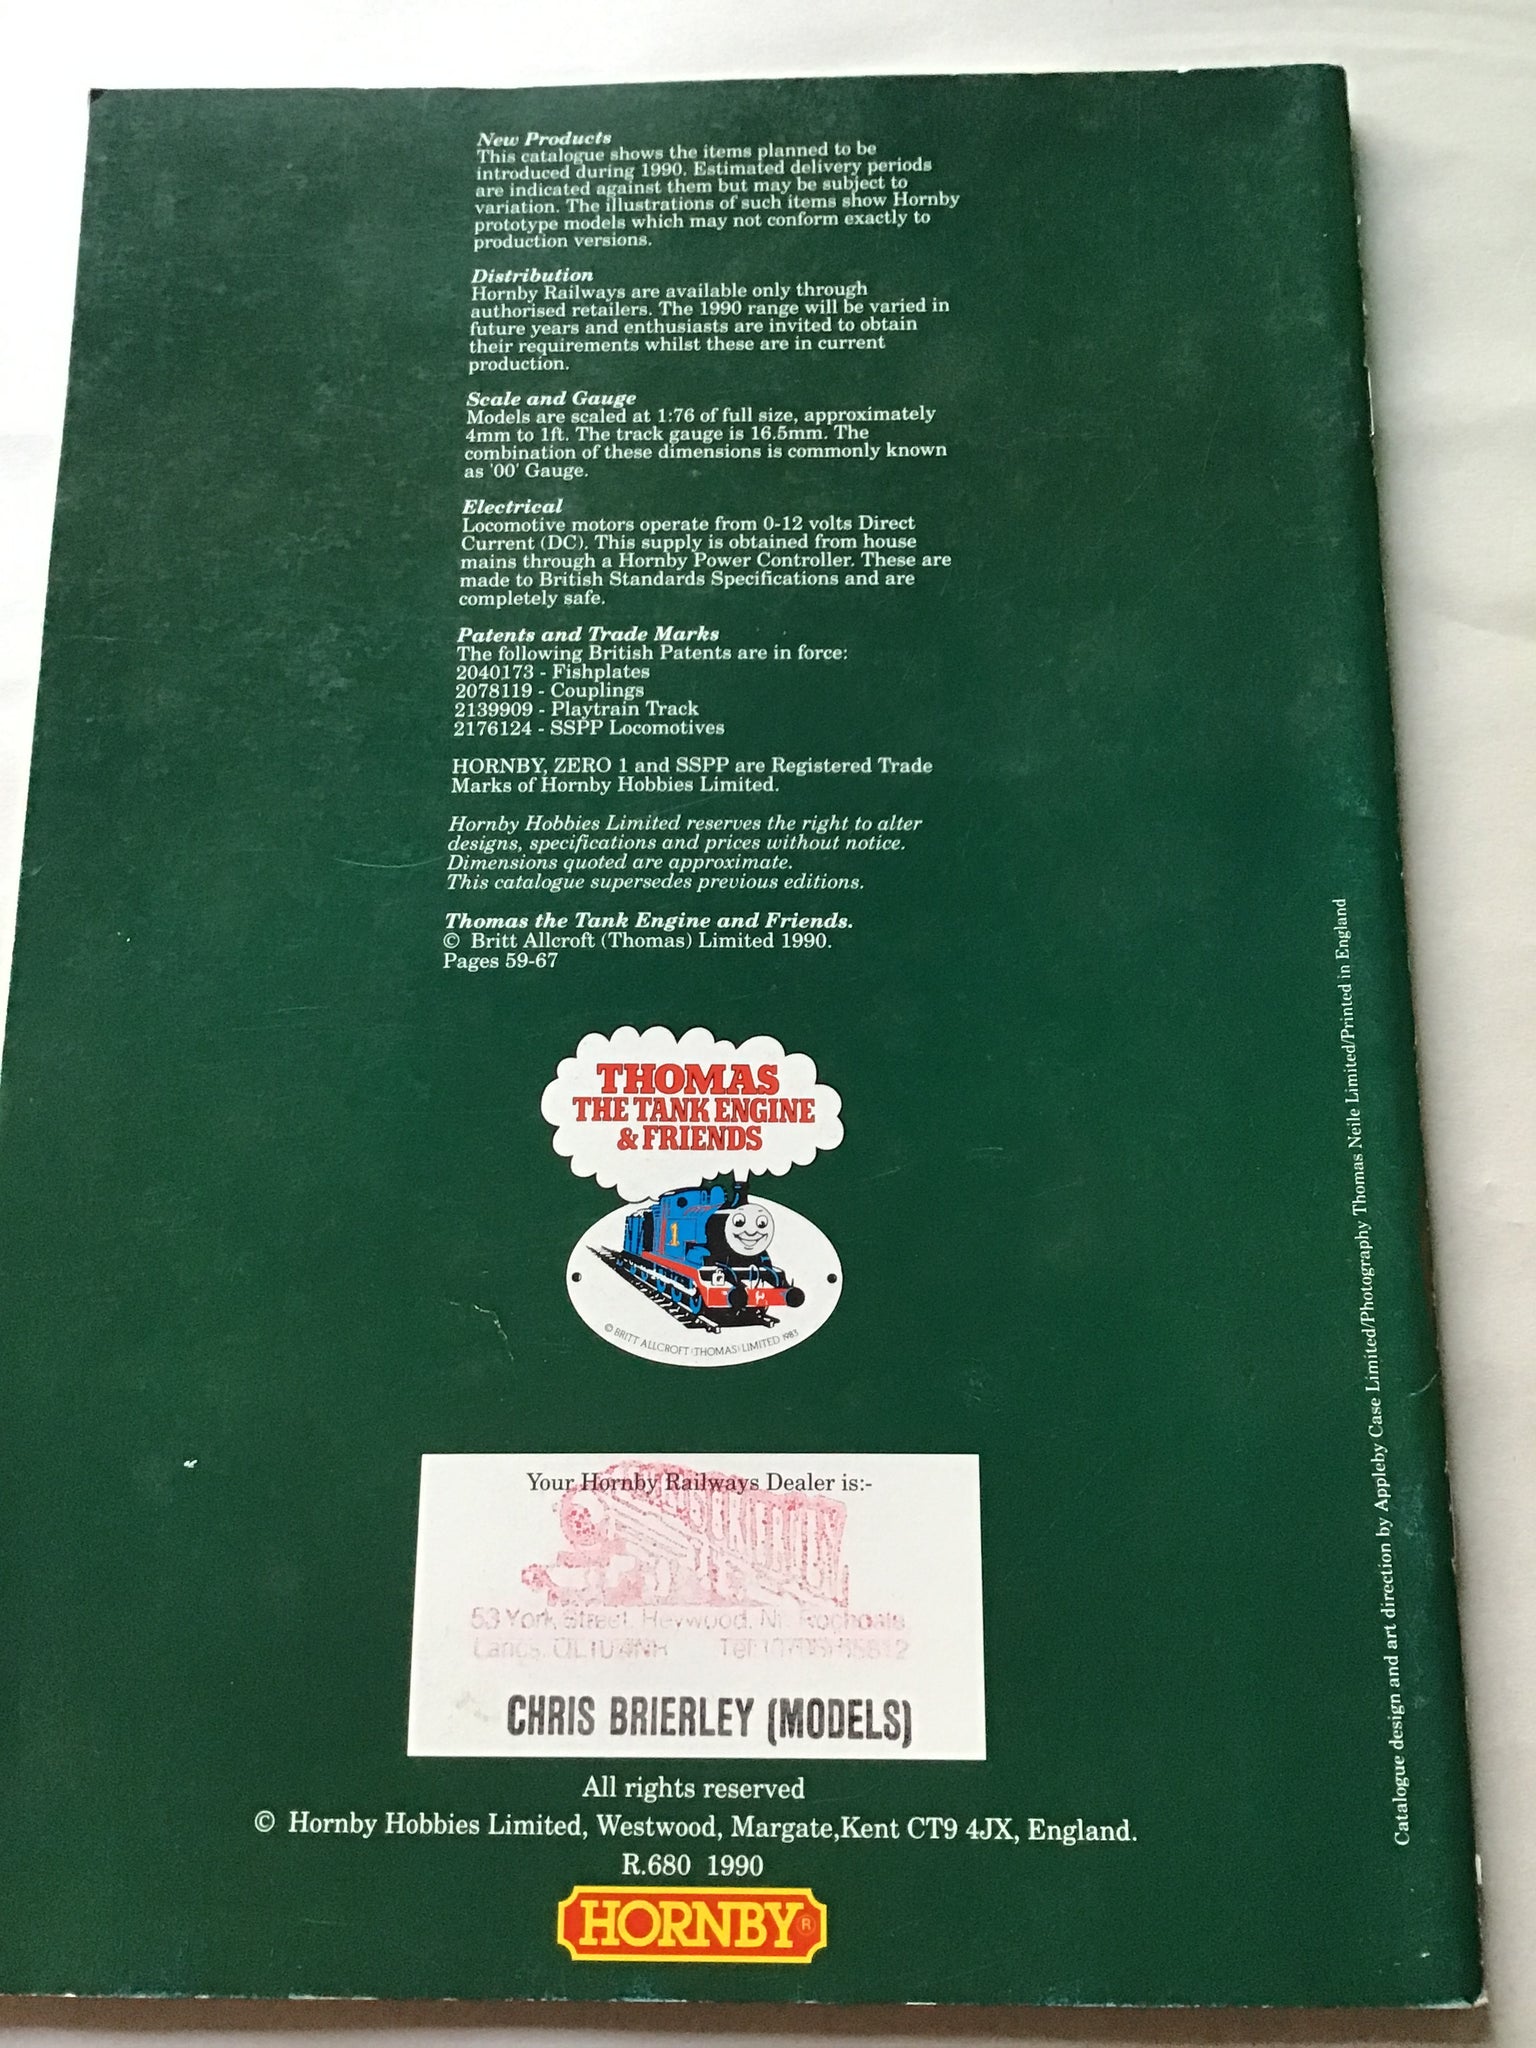 New Products
This catalogue shows the items planned to be
introduced during 1990. Estimated delivery periods
are indicated against them but may be subject to
variation. The illustrations of such items show Hornby
prototype models which may not conform exactly to
production versions.
Distribution
Hornby Railways are available only through
authorised retailers. The 1990 range will be varied in
future years and enthusiasts are invited to obtain
their requirements whilst these are in current
production.
Scale and Gauge
Models are scaled at 1:76 of full size, approximately
4mm to 1ft. The track gauge is 16.5mm. The
combination of these dimensions is commonly known
as '00' Gauge.
Electrical
Locomotive motors operate from 0-12 volts Direct
Current (DC). This supply is obtained from house
mains through a Hornby Power Controller. These are
made to British Standards Specifications and are
completely safe.
Patents and Trade Marks
The following British Patents are in force:
2040173 - Fishplates
2078119 - Couplings
2139909 - Playtrain Track
2176124 - SSPP Locomotives
HORNBY, ZERO 1 and SSPP are Registered Trade
Marks of Hornby Hobbies Limited.
Hornby Hobbies Limited reserves the right to alter
designs, specifications and prices without notice.
Dimensions quoted are approximate.
This catalogue supersedes previous editions.
Thomas the Tank Engine and Friends.
© Britt Allcroft (Thomas) Limited 1990.
Pages 59-67
THOMAS
THE TANK ENGINE
& FRIENDS
1
© BRITT ALLCROFT (THOMAS) LIMITED 1983
Your Hornby Railways Dealer is:-
53 York Street, Heywood, Nr. Rochdale
Lancs. Tel:
CHRIS BRIERLEY (MODELS)
All rights reserved
© Hornby Hobbies Limited, Westwood, Margate,Kent CT9 4JX, England.
R.680 1990
HORNBY ®
Catalogue design and art direction by Appleby Case Limited/Photography Thomas Neile Limited/Printed in England